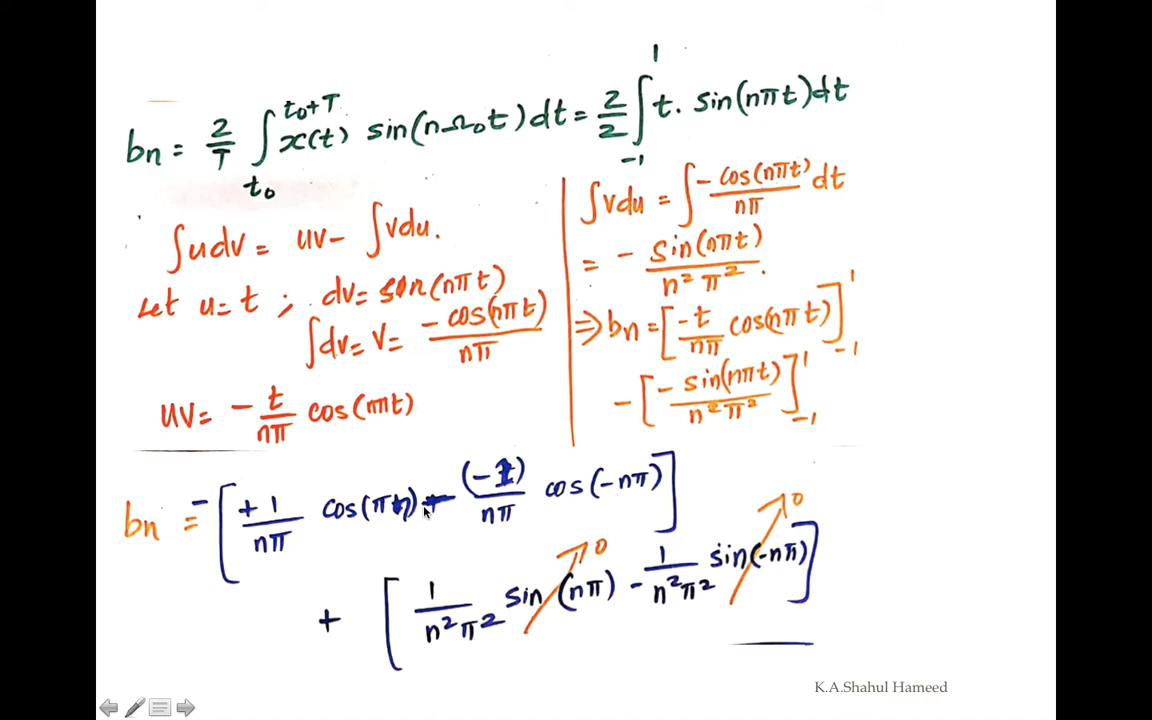 bn = 2/T ∫_{t0}^{t0+T} x(t) sin(nΩ0t)dt = 2/2 ∫_{-1}^{1} t. sin(nπt)dt
∫udv = uv - ∫vdu.
Let u=t ; dv= sin(nπt)
∫dv= v= -cos(nπt)/nπ
uv= - t/nπ cos(nπt)
∫vdu = ∫ -cos(nπt)/nπ dt
= - sin(nπt)/n²π².
⇒ bn = [-t/nπ cos(nπt)]_{-1}^{1}
- [- sin(nπt)/n²π²]_{-1}^{1}
bn = - [+1/nπ cos(πn) - (-1)/nπ cos(-nπ)]
+ [1/n²π² sin(nπ) → 0 - 1/n²π² sin(-nπ) → 0]
K.A.Shahul Hameed